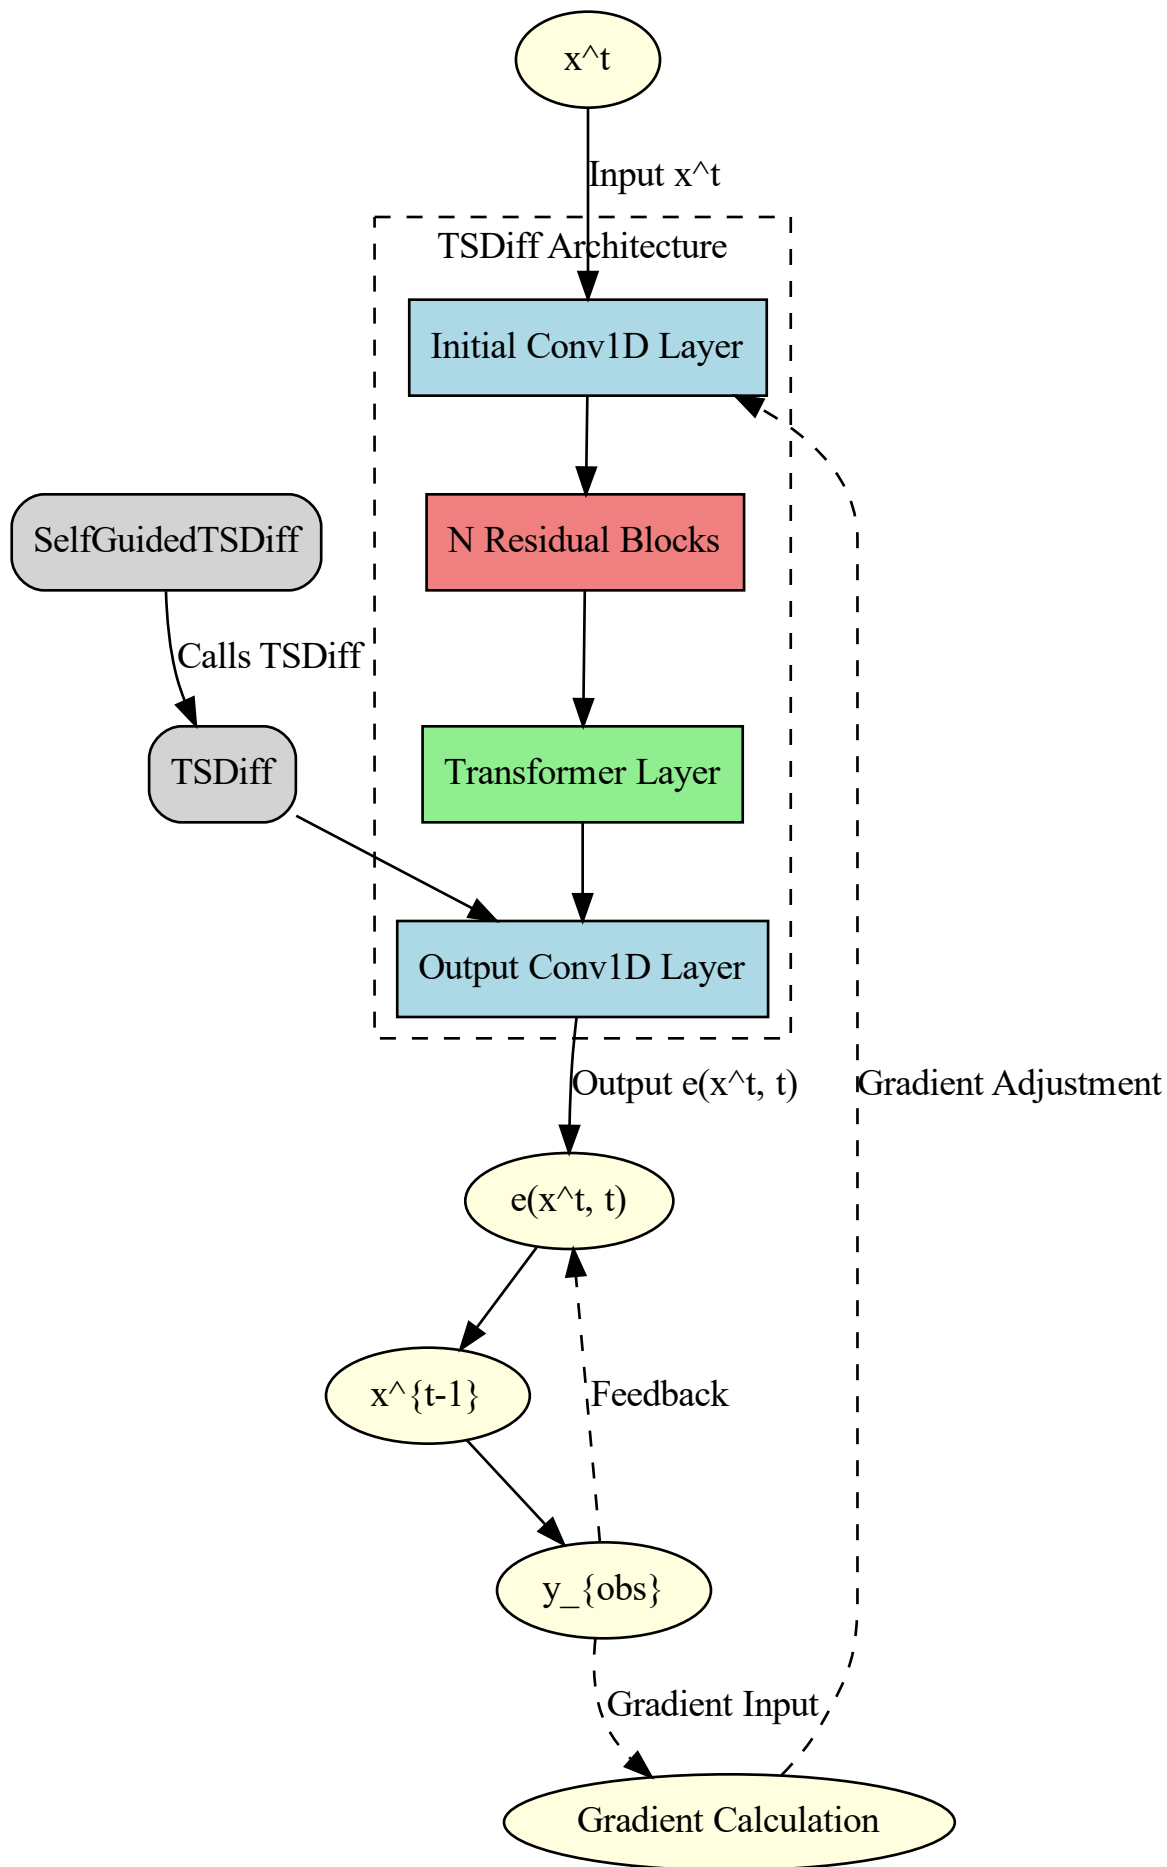 x^t
Input x^t
TSDiff Architecture
Initial Conv1D Layer
SelfGuidedTSDiff
N Residual Blocks
Calls TSDiff
TSDiff
Transformer Layer
Output Conv1D Layer
Output e(x^t, t)
Gradient Adjustment
e(x^t, t)
x^{t-1}
Feedback
y_{obs}
Gradient Input
Gradient Calculation